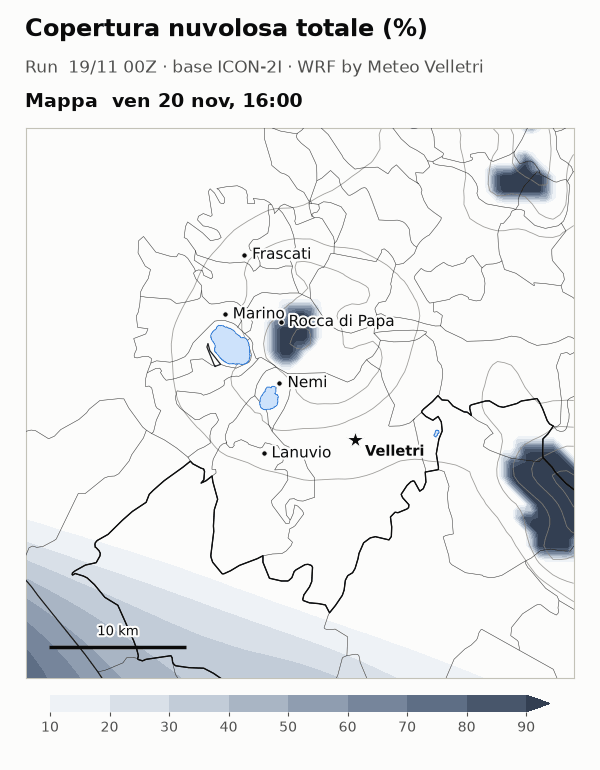 Copertura nuvolosa totale (%)
Run  19/11 00Z · base ICON-2I · WRF by Meteo Velletri
Mappa  ven 20 nov, 16:00
Frascati
Marino
Rocca di Papa
Nemi
Velletri
Lanuvio
10 km
10 20 30 40 50 60 70 80 90